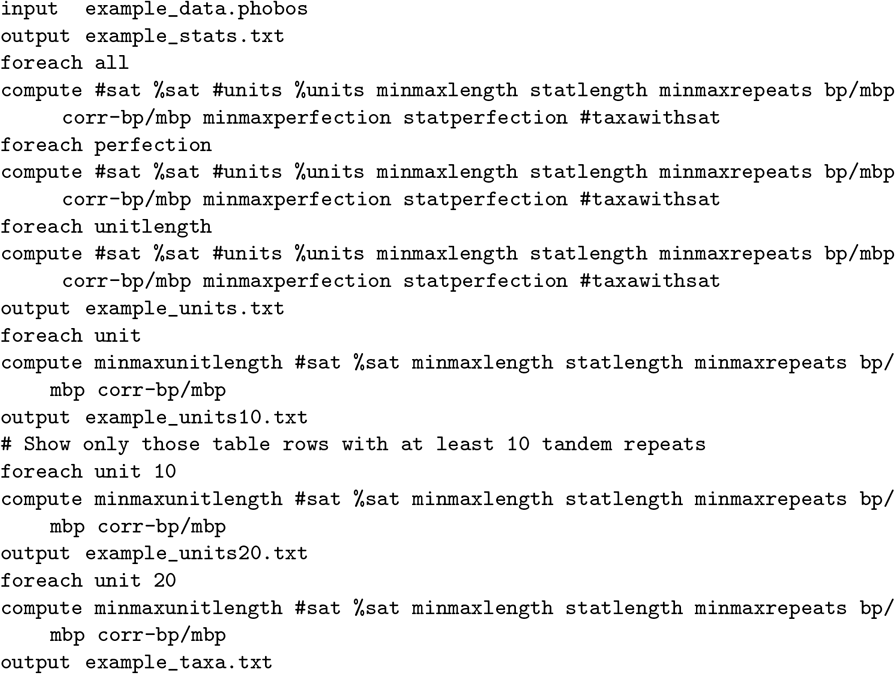 input  example_data.phobos
output example_stats.txt
foreach all
compute #sat %sat #units %units minmaxlength statlength minmaxrepeats bp/mbp
corr-bp/mbp minmaxperfection statperfection #taxawithsat
foreach perfection
compute #sat %sat #units %units minmaxlength statlength minmaxrepeats bp/mbp
corr-bp/mbp minmaxperfection statperfection #taxawithsat
foreach unitlength
compute #sat %sat #units %units minmaxlength statlength minmaxrepeats bp/mbp
corr-bp/mbp minmaxperfection statperfection #taxawithsat
output example_units.txt
foreach unit
compute minmaxunitlength #sat %sat minmaxlength statlength minmaxrepeats bp/
mbp corr-bp/mbp
output example_units10.txt
# Show only those table rows with at least 10 tandem repeats
foreach unit 10
compute minmaxunitlength #sat %sat minmaxlength statlength minmaxrepeats bp/
mbp corr-bp/mbp
output example_units20.txt
foreach unit 20
compute minmaxunitlength #sat %sat minmaxlength statlength minmaxrepeats bp/
mbp corr-bp/mbp
output example_taxa.txt